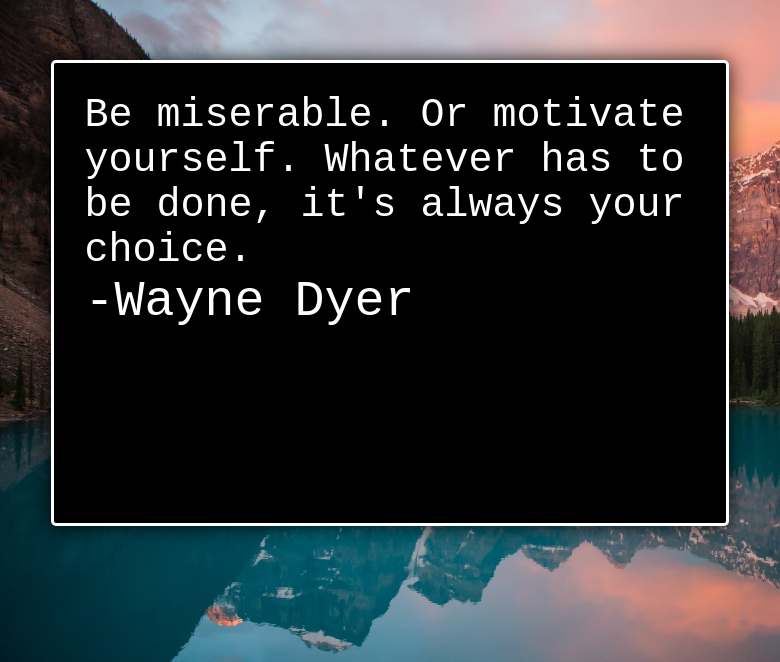 Be miserable. Or motivate
yourself. Whatever has to
be done, it's always your
choice.
-Wayne Dyer